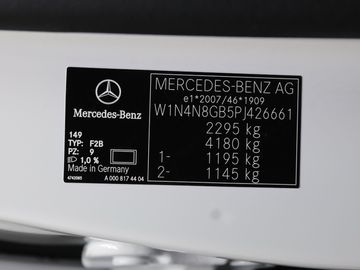 Mercedes-Benz
149
TYP: F2B
PZ: 9
1,0 %
Made in Germany
4742085 A 000 817 44 04
MERCEDES-BENZ AG
e1*2007/46*1909
W1N4N8GB5PJ426661
2295 kg
4180 kg
1- 1195 kg
2- 1145 kg